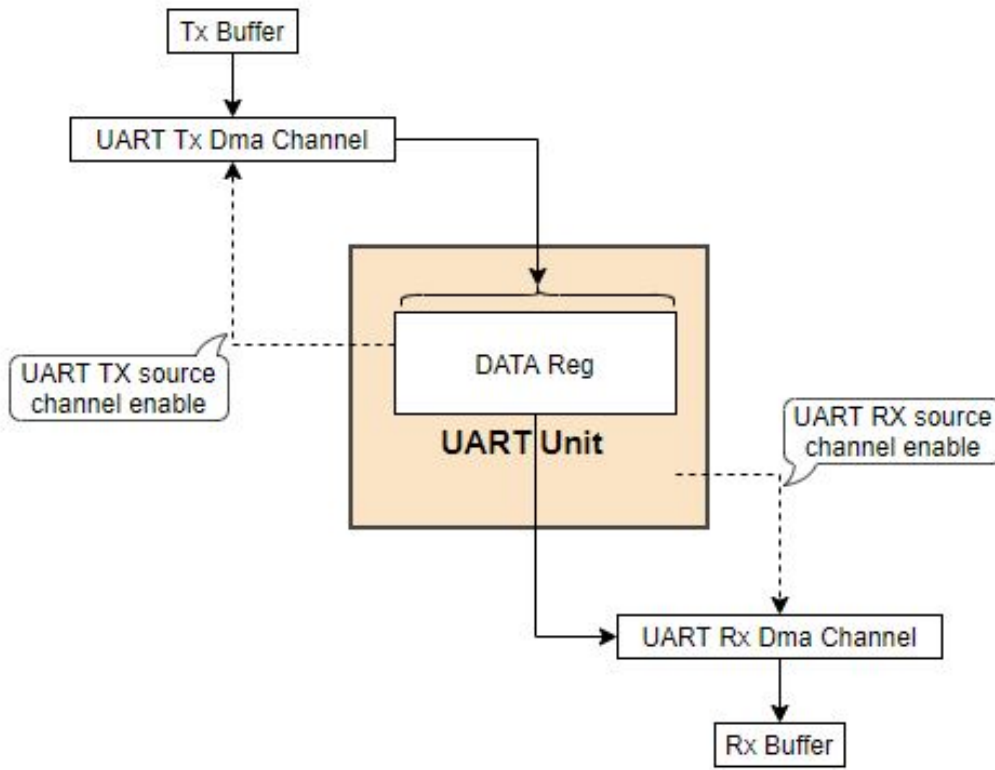 Tx Buffer
UART Tx Dma Channel
UART TX source
channel enable
DATA Reg
UART Unit
UART RX source
channel enable
UART Rx Dma Channel
Rx Buffer